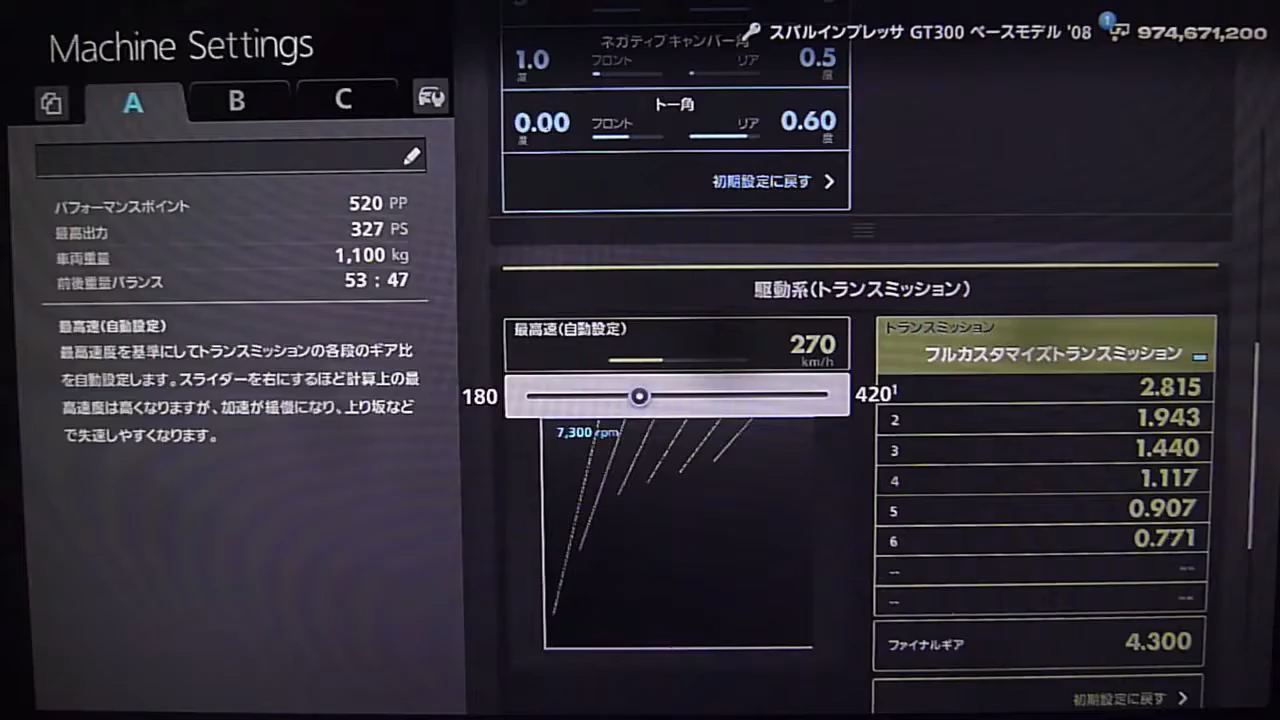 Machine Settings
スバルインプレッサ GT300 ベースモデル '08
1
974,671,200
A
B
C
パフォーマンスポイント 520 PP
最高出力 327 PS
車両重量 1,100 kg
前後重量バランス 53 : 47
最高速(自動設定)
最高速度を基準にしてトランスミッションの各段のギア比
を自動設定します。スライダーを右にするほど計算上の最
高速度は高くなりますが、加速が緩慢になり、上り坂など
で失速しやすくなります。
ネガティブキャンバー角
1.0 度 フロント リア 0.5 度
トー角
0.00 度 フロント リア 0.60 度
初期設定に戻す
駆動系(トランスミッション)
最高速(自動設定)
270
km/h
180
420
7,300 rpm
トランスミッション
フルカスタマイズトランスミッション
1 2.815
2 1.943
3 1.440
4 1.117
5 0.907
6 0.771
-- --
-- --
ファイナルギア 4.300
初期設定に戻す